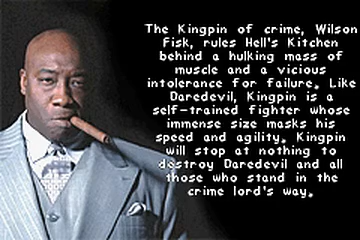 The Kingpin of crime, Wilson
Fisk, rules Hell's Kitchen
behind a hulking mass of
muscle and a vicious
intolerance for failure. Like
Daredevil, Kingpin is a
self-trained fighter whose
immense size masks his
speed and agility. Kingpin
will stop at nothing to
destroy Daredevil and all
those who stand in the
crime lord's way.